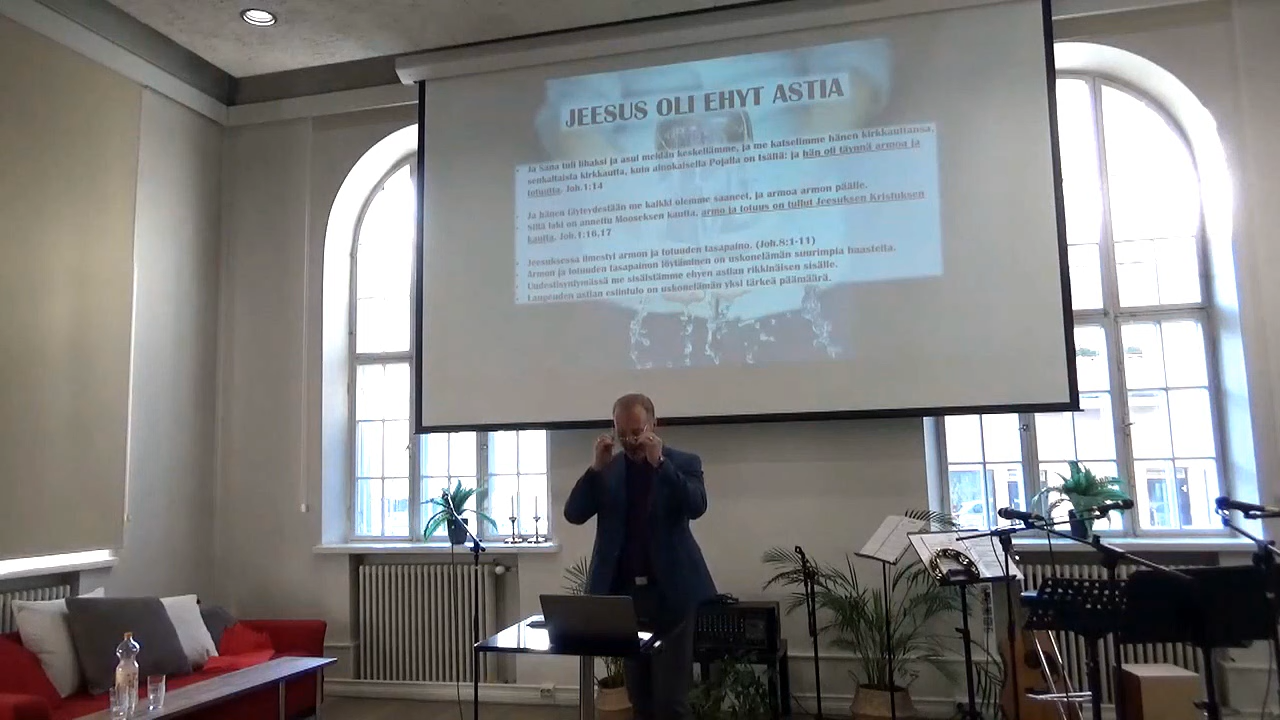 JEESUS OLI EHYT ASTIA
Ja Sana tuli lihaksi ja asui meidän keskellämme, ja me katselimme hänen kirkkauttansa,
senkaltaista kirkkautta, kuin ainokaisella Pojalla on Isältä; ja hän oli täynnä armoa ja
totuutta. Joh.1:14
Ja hänen täyteydestään me kaikki olemme saaneet, ja armoa armon päälle.
Sillä laki on annettu Mooseksen kautta, armo ja totuus on tullut Jeesuksen Kristuksen
kautta. Joh.1:16,17
Jeesuksessa ilmestyi armon ja totuuden tasapaino. (Joh.8:1-11)
Armon ja totuuden tasapainon löytäminen on uskonelämän suurimpia haasteita.
Uudestisyntymässä me sisälsimme ehyen astian rikkinäisen sisälle.
Langeuden astian esiintulo on uskonelämän yksi tärkeä päämäärä.